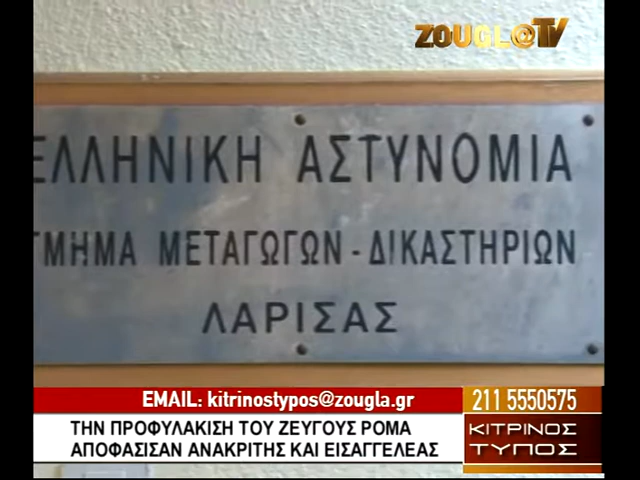 ZOUGL@TV
ΕΛΛΗΝΙΚΗ ΑΣΤΥΝΟΜΙΑ
ΤΜΗΜΑ ΜΕΤΑΓΩΓΩΝ - ΔΙΚΑΣΤΗΡΙΩΝ
ΛΑΡΙΣΑΣ
EMAIL: kitrinostypos@zougla.gr
211 5550575
ΤΗΝ ΠΡΟΦΥΛΑΚΙΣΗ ΤΟΥ ΖΕΥΓΟΥΣ ΡΟΜΑ
ΑΠΟΦΑΣΙΣΑΝ ΑΝΑΚΡΙΤΗΣ ΚΑΙ ΕΙΣΑΓΓΕΛΕΑΣ
ΚΙΤΡΙΝΟΣ
ΤΥΠΟΣ